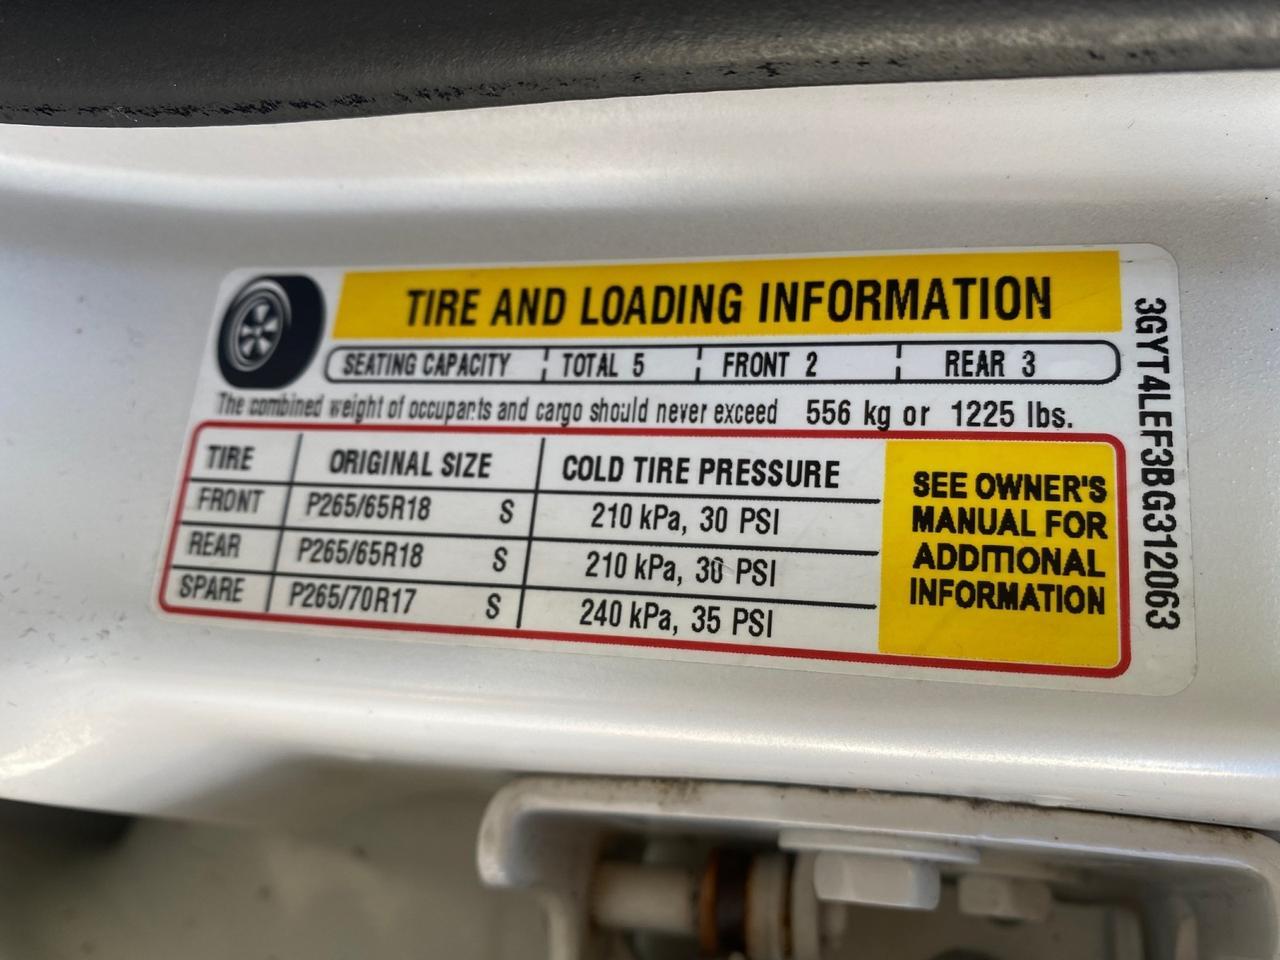 TIRE AND LOADING INFORMATION
SEATING CAPACITY TOTAL 5 FRONT 2 REAR 3
The combined weight of occupants and cargo should never exceed 556 kg or 1225 lbs.
TIRE ORIGINAL SIZE COLD TIRE PRESSURE
FRONT P265/65R18 S 210 kPa, 30 PSI
REAR P265/65R18 S 210 kPa, 30 PSI
SPARE P265/70R17 S 240 kPa, 35 PSI
SEE OWNER'S
MANUAL FOR
ADDITIONAL
INFORMATION
3GYT4LEF3BG312063